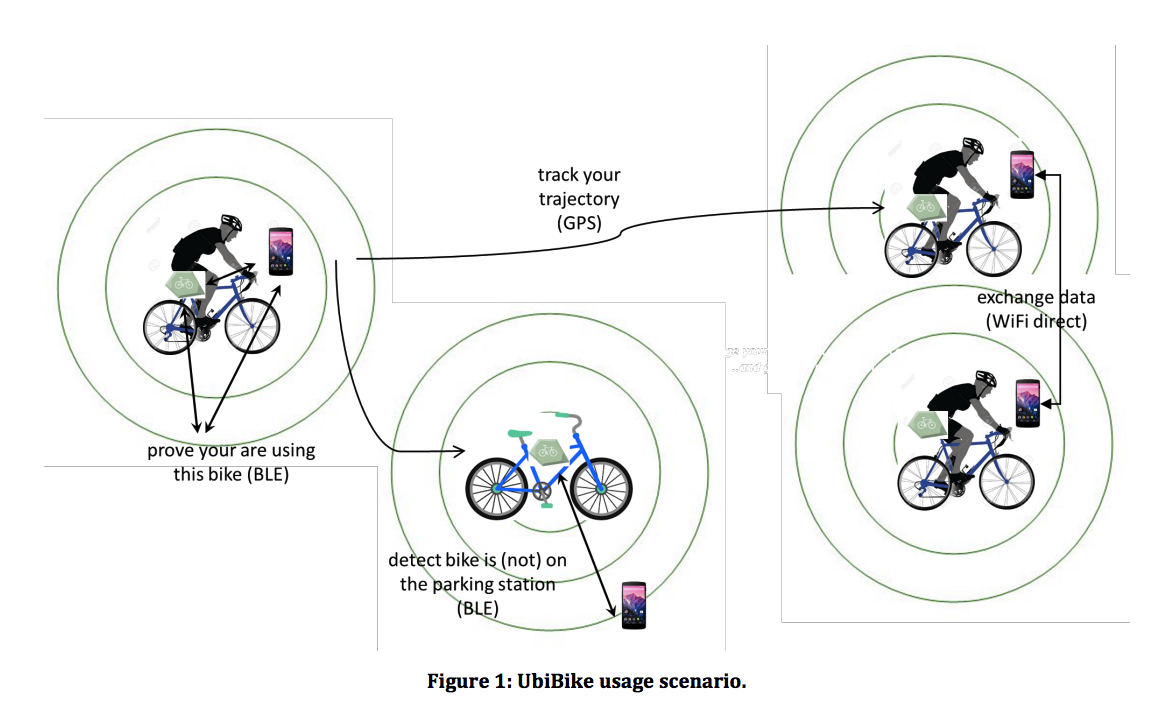 track your
trajectory
(GPS)
exchange data
(WiFi direct)
prove your are using
this bike (BLE)
detect bike is (not) on
the parking station
(BLE)
Figure 1: UbiBike usage scenario.